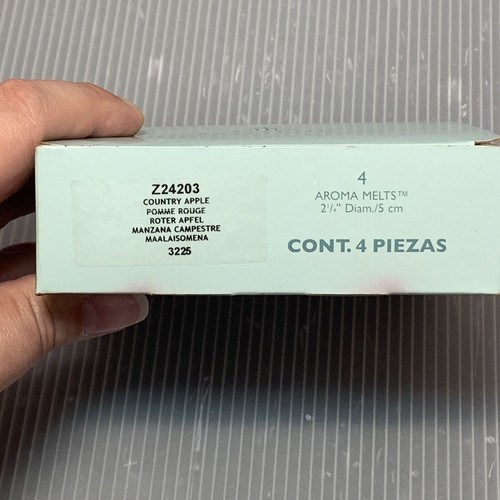 Z24203
COUNTRY APPLE
POMME ROUGE
ROTER APFEL
MANZANA CAMPESTRE
MAALAISOMENA
3225
4
AROMA MELTS™
2¼" Diam./5 cm
CONT. 4 PIEZAS